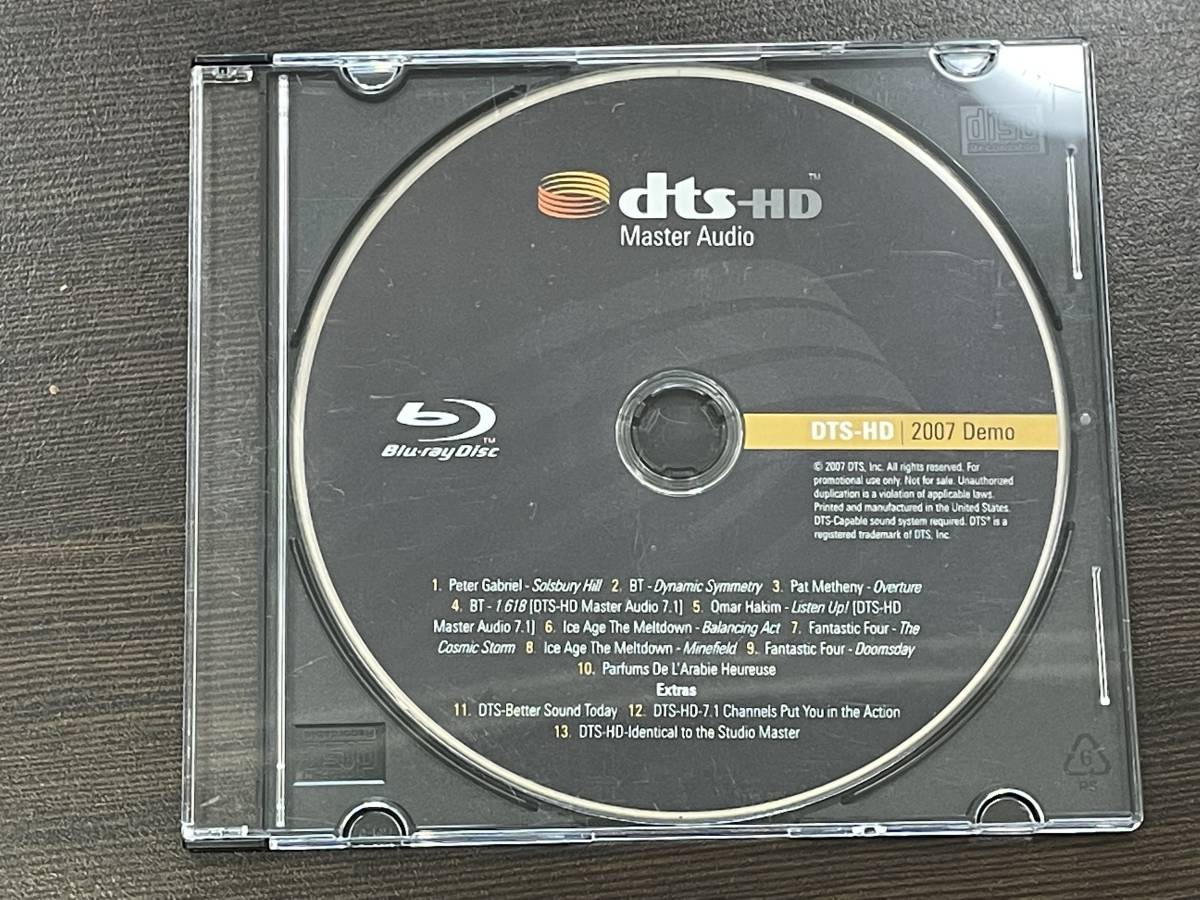 disc
ReWritable
dts-HD™
Master Audio
Blu-ray Disc™
DTS-HD | 2007 Demo
© 2007 DTS, Inc. All rights reserved. For
promotional use only. Not for sale. Unauthorized
duplication is a violation of applicable laws.
Printed and manufactured in the United States.
DTS-Capable sound system required. DTS® is a
registered trademark of DTS, Inc.
1. Peter Gabriel - Solsbury Hill 2. BT - Dynamic Symmetry 3. Pat Metheny - Overture
4. BT - 1.618 [DTS-HD Master Audio 7.1] 5. Omar Hakim - Listen Up! [DTS-HD
Master Audio 7.1] 6. Ice Age The Meltdown - Balancing Act 7. Fantastic Four - The
Cosmic Storm 8. Ice Age The Meltdown - Minefield 9. Fantastic Four - Doomsday
10. Parfums De L'Arabie Heureuse
Extras
11. DTS-Better Sound Today 12. DTS-HD-7.1 Channels Put You in the Action
13. DTS-HD-Identical to the Studio Master
6
PS